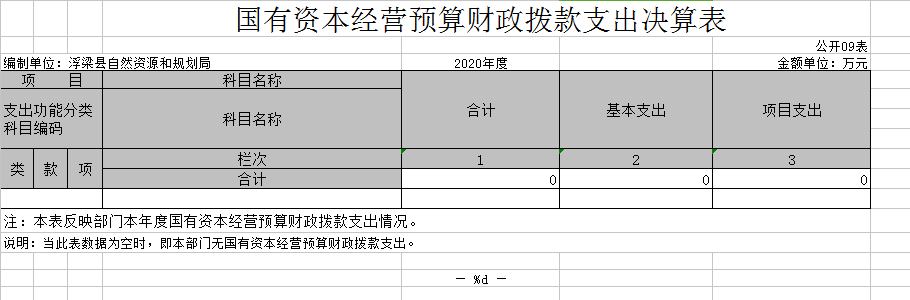 国有资本经营预算财政拨款支出决算表
公开09表
编制单位：浮梁县自然资源和规划局 2020年度 金额单位：万元
项 目 科目名称 合计 基本支出 项目支出
支出功能分类科目编码 科目名称
类 款 项 栏次 1 2 3
合计 0 0 0
注：本表反映部门本年度国有资本经营预算财政拨款支出情况。
说明：当此表数据为空时，即本部门无国有资本经营预算财政拨款支出。
— %d —